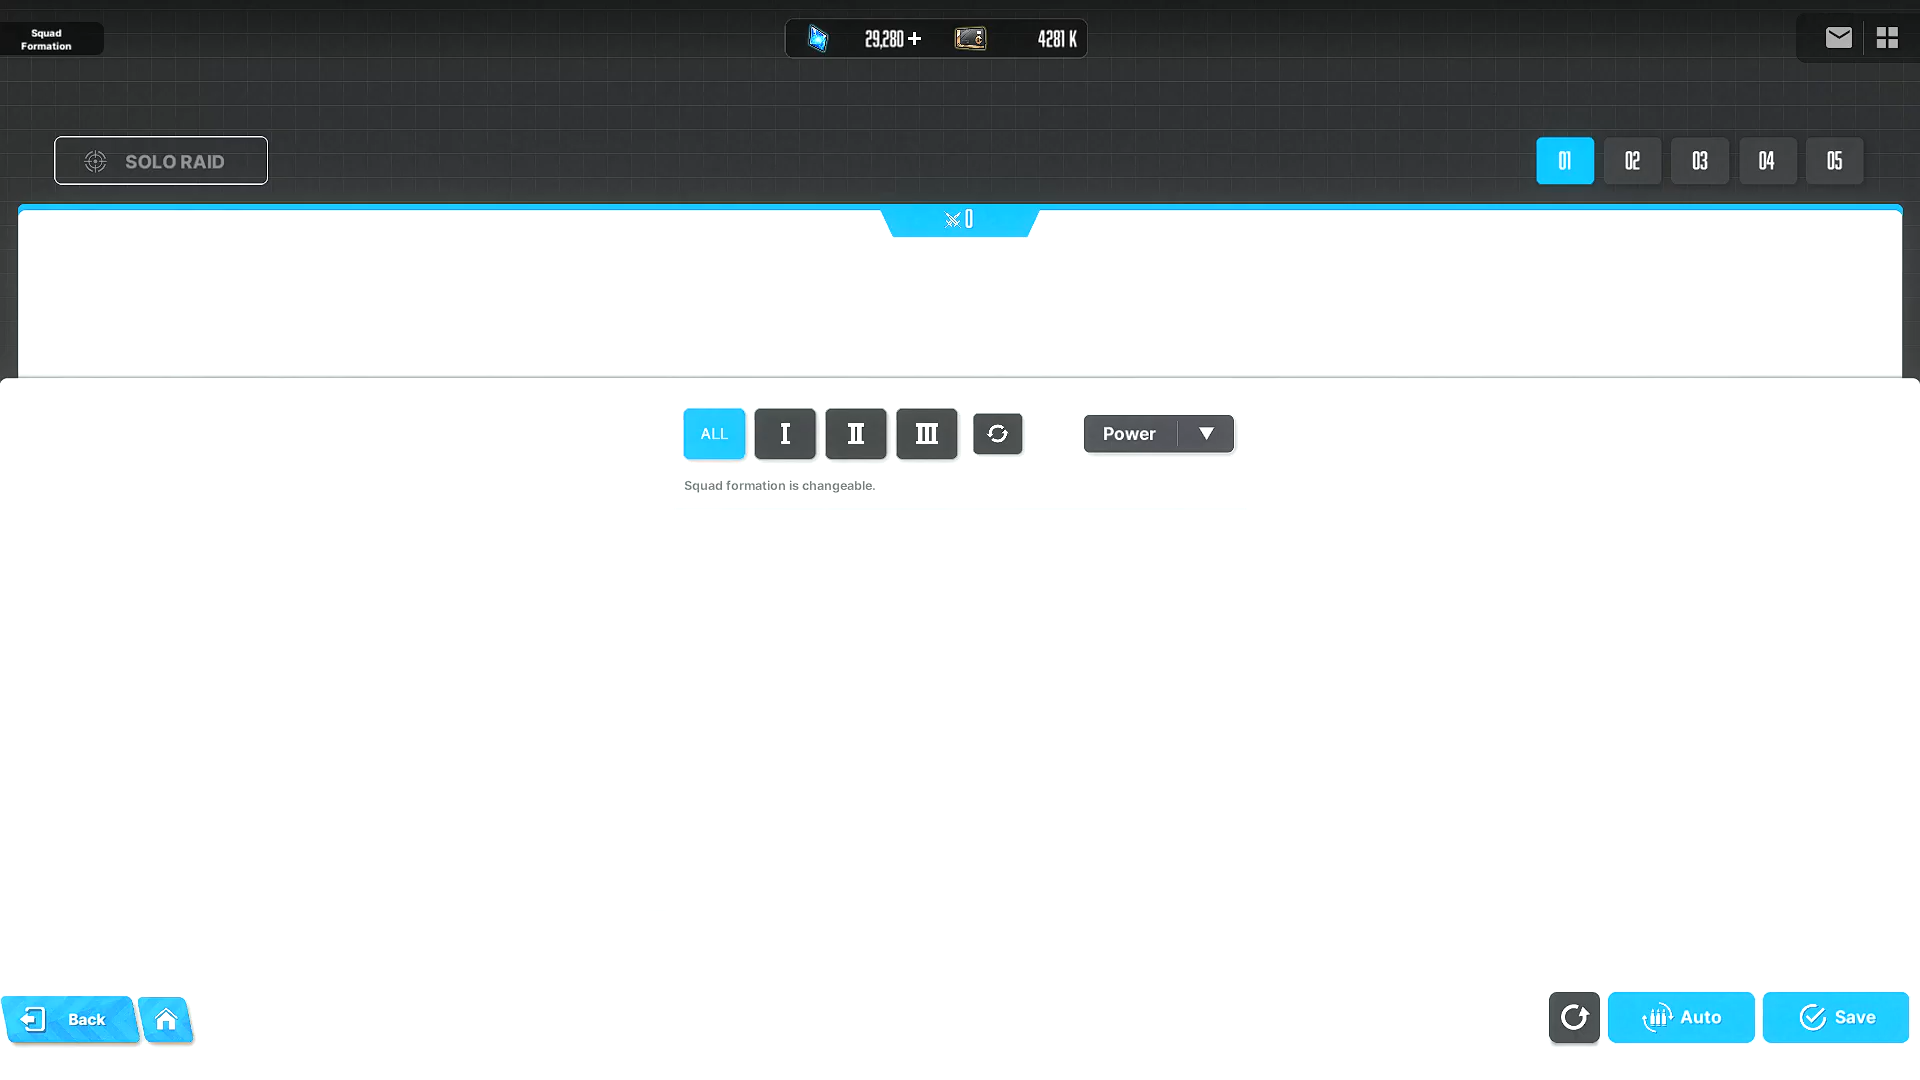 Squad
Formation
29,280+
4281 K
SOLO RAID
01
02
03
04
05
0
ALL
I
II
III
Power
Squad formation is changeable.
Back
Auto
Save